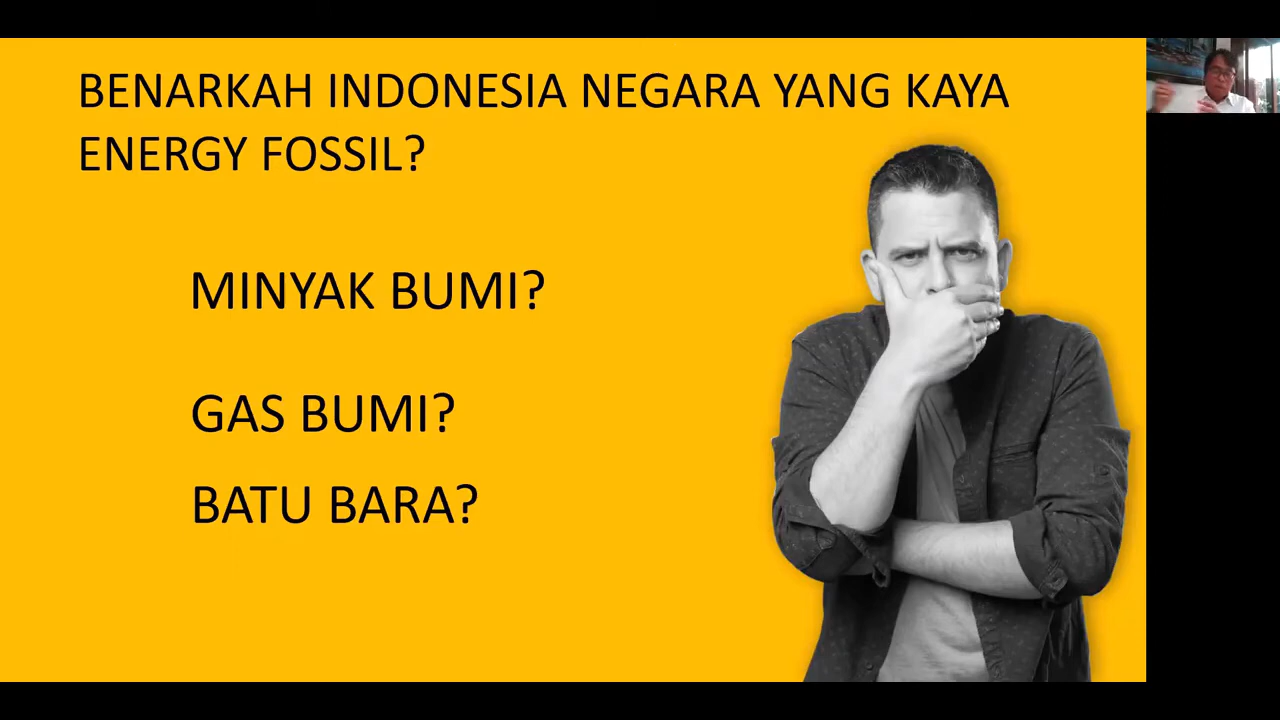 BENARKAH INDONESIA NEGARA YANG KAYA
ENERGY FOSSIL?
MINYAK BUMI?
GAS BUMI?
BATU BARA?